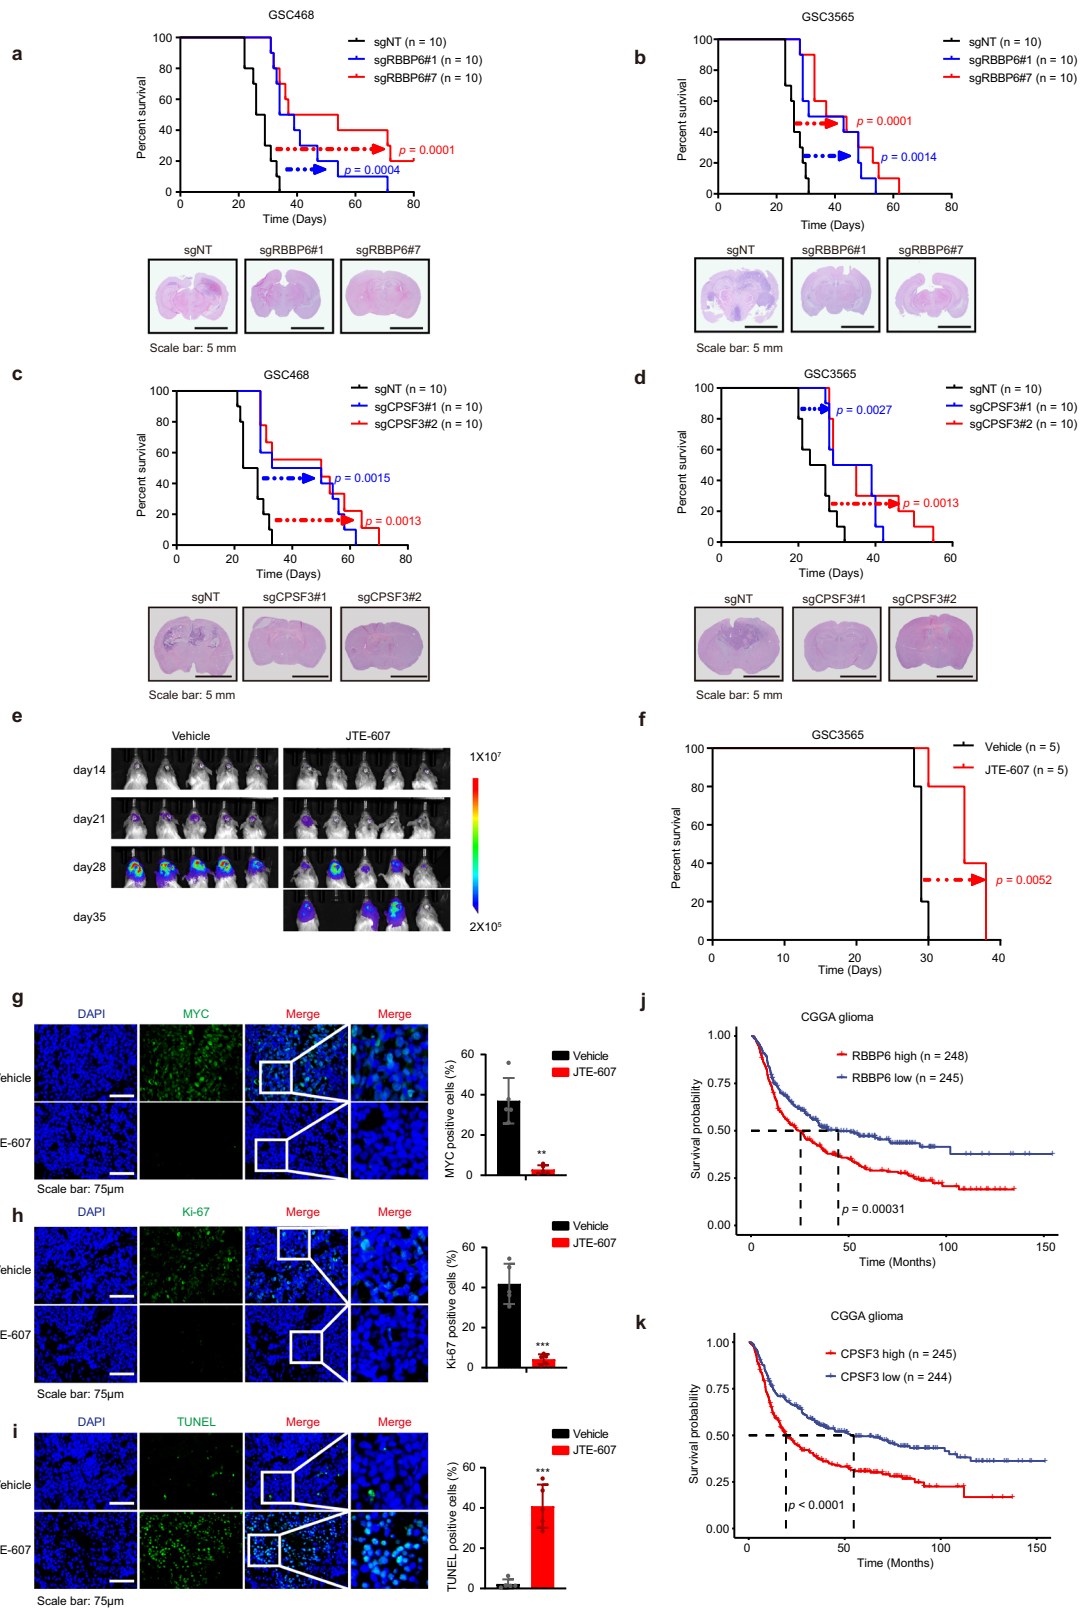 a
GSC468
sgNT (n = 10)
sgRBBP6#1 (n = 10)
sgRBBP6#7 (n = 10)
Percent survival
100
80
60
40
20
0
p = 0.0001
p = 0.0004
0 20 40 60 80
Time (Days)
sgNT sgRBBP6#1 sgRBBP6#7
Scale bar: 5 mm
b
GSC3565
sgNT (n = 10)
sgRBBP6#1 (n = 10)
sgRBBP6#7 (n = 10)
Percent survival
100
80
60
40
20
0
p = 0.0001
p = 0.0014
0 20 40 60 80
Time (Days)
sgNT sgRBBP6#1 sgRBBP6#7
Scale bar: 5 mm
c
GSC468
sgNT (n = 10)
sgCPSF3#1 (n = 10)
sgCPSF3#2 (n = 10)
Percent survival
100
80
60
40
20
0
p = 0.0015
p = 0.0013
0 20 40 60 80
Time (Days)
sgNT sgCPSF3#1 sgCPSF3#2
Scale bar: 5 mm
d
GSC3565
sgNT (n = 10)
sgCPSF3#1 (n = 10)
sgCPSF3#2 (n = 10)
Percent survival
100
80
60
40
20
0
p = 0.0027
p = 0.0013
0 20 40 60
Time (Days)
sgNT sgCPSF3#1 sgCPSF3#2
Scale bar: 5 mm
e
Vehicle JTE-607
day14
day21
day28
day35
1X10⁷
2X10⁵
f
GSC3565
Vehicle (n = 5)
JTE-607 (n = 5)
Percent survival
100
80
60
40
20
0
p = 0.0052
0 10 20 30 40
Time (Days)
g
DAPI MYC Merge Merge
ehicle
E-607
Scale bar: 75μm
Vehicle
JTE-607
MYC positive cells (%)
60
40
20
0
**
h
DAPI Ki-67 Merge Merge
ehicle
E-607
Scale bar: 75μm
Vehicle
JTE-607
Ki-67 positive cells (%)
60
40
20
0
***
i
DAPI TUNEL Merge Merge
ehicle
E-607
Scale bar: 75μm
Vehicle
JTE-607
TUNEL positive cells (%)
60
40
20
0
***
j
CGGA glioma
RBBP6 high (n = 248)
RBBP6 low (n = 245)
Survival probability
1.00
0.75
0.50
0.25
0.00
p = 0.00031
0 50 100 150
Time (Months)
k
CGGA glioma
CPSF3 high (n = 245)
CPSF3 low (n = 244)
Survival probability
1.00
0.75
0.50
0.25
0.00
p < 0.0001
0 50 100 150
Time (Months)